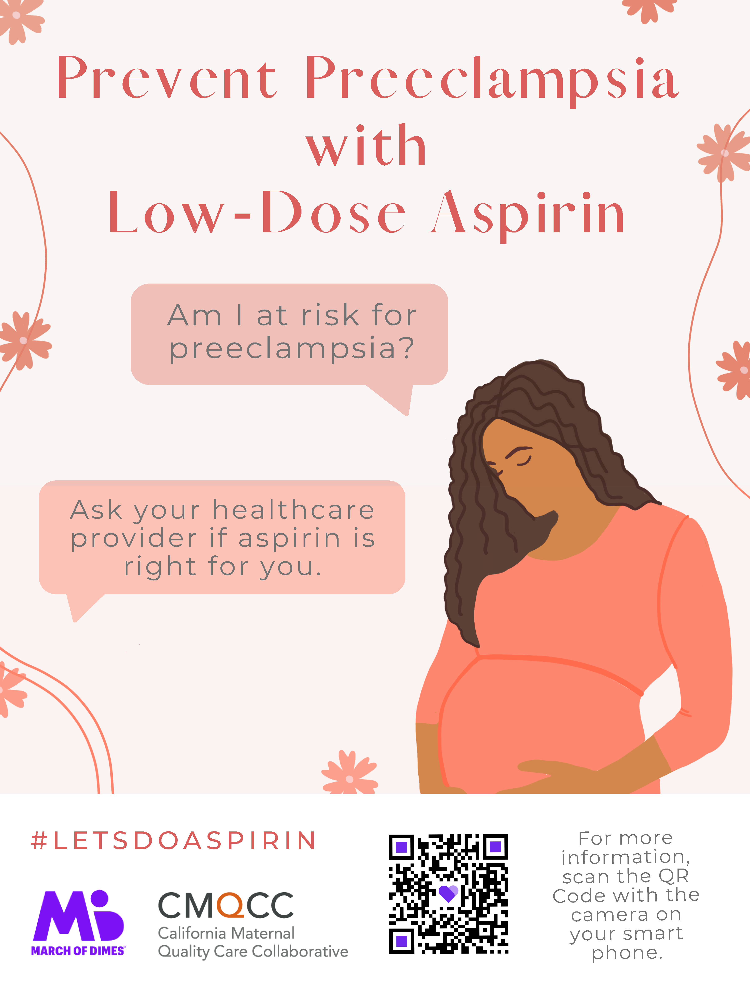 Prevent Preeclampsia
with
Low-Dose Aspirin
Am I at risk for
preeclampsia?
Ask your healthcare
provider if aspirin is
right for you.
#LETSDOASPIRIN
MARCH OF DIMES®
CMQCC
California Maternal
Quality Care Collaborative
For more
information,
scan the QR
Code with the
camera on
your smart
phone.